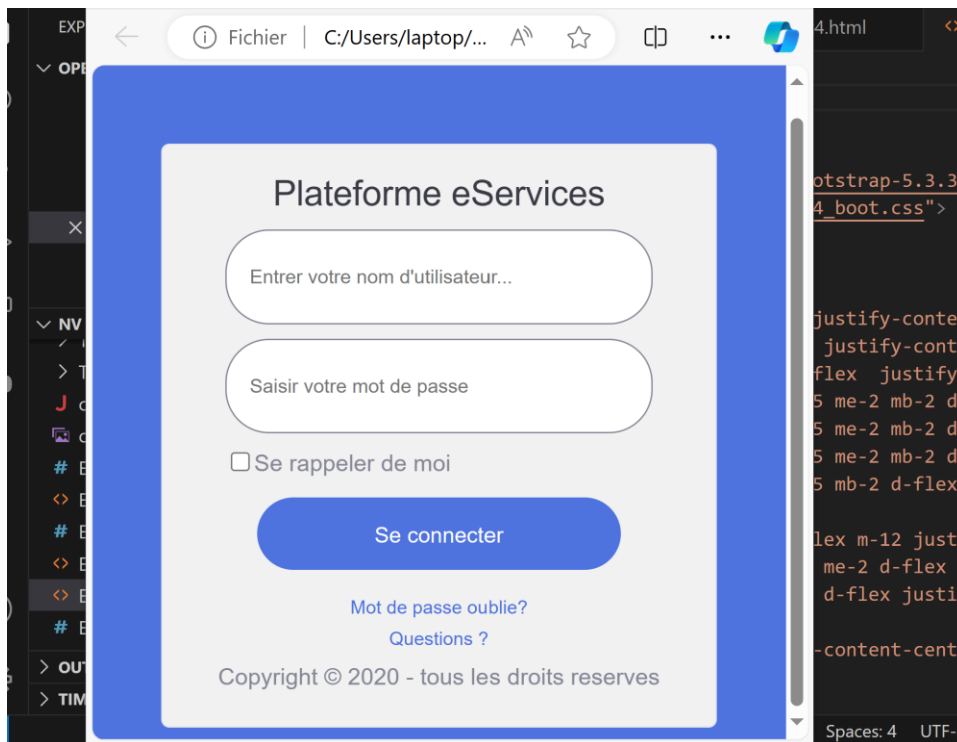 EXP
Fichier | C:/Users/laptop/... A
4.html
OPE
otstrap-5.3.3
4_boot.css">
Plateforme eServices
Entrer votre nom d'utilisateur...
Saisir votre mot de passe
Se rappeler de moi
Se connecter
Mot de passe oublie?
Questions ?
Copyright © 2020 - tous les droits reserves
NV
J
#
#
#
OUT
TIM
justify-conte
justify-cont
flex justify
5 me-2 mb-2 d
5 me-2 mb-2 d
5 me-2 mb-2 d
5 mb-2 d-flex
lex m-12 just
me-2 d-flex
d-flex justi
-content-cent
Spaces: 4 UTF-